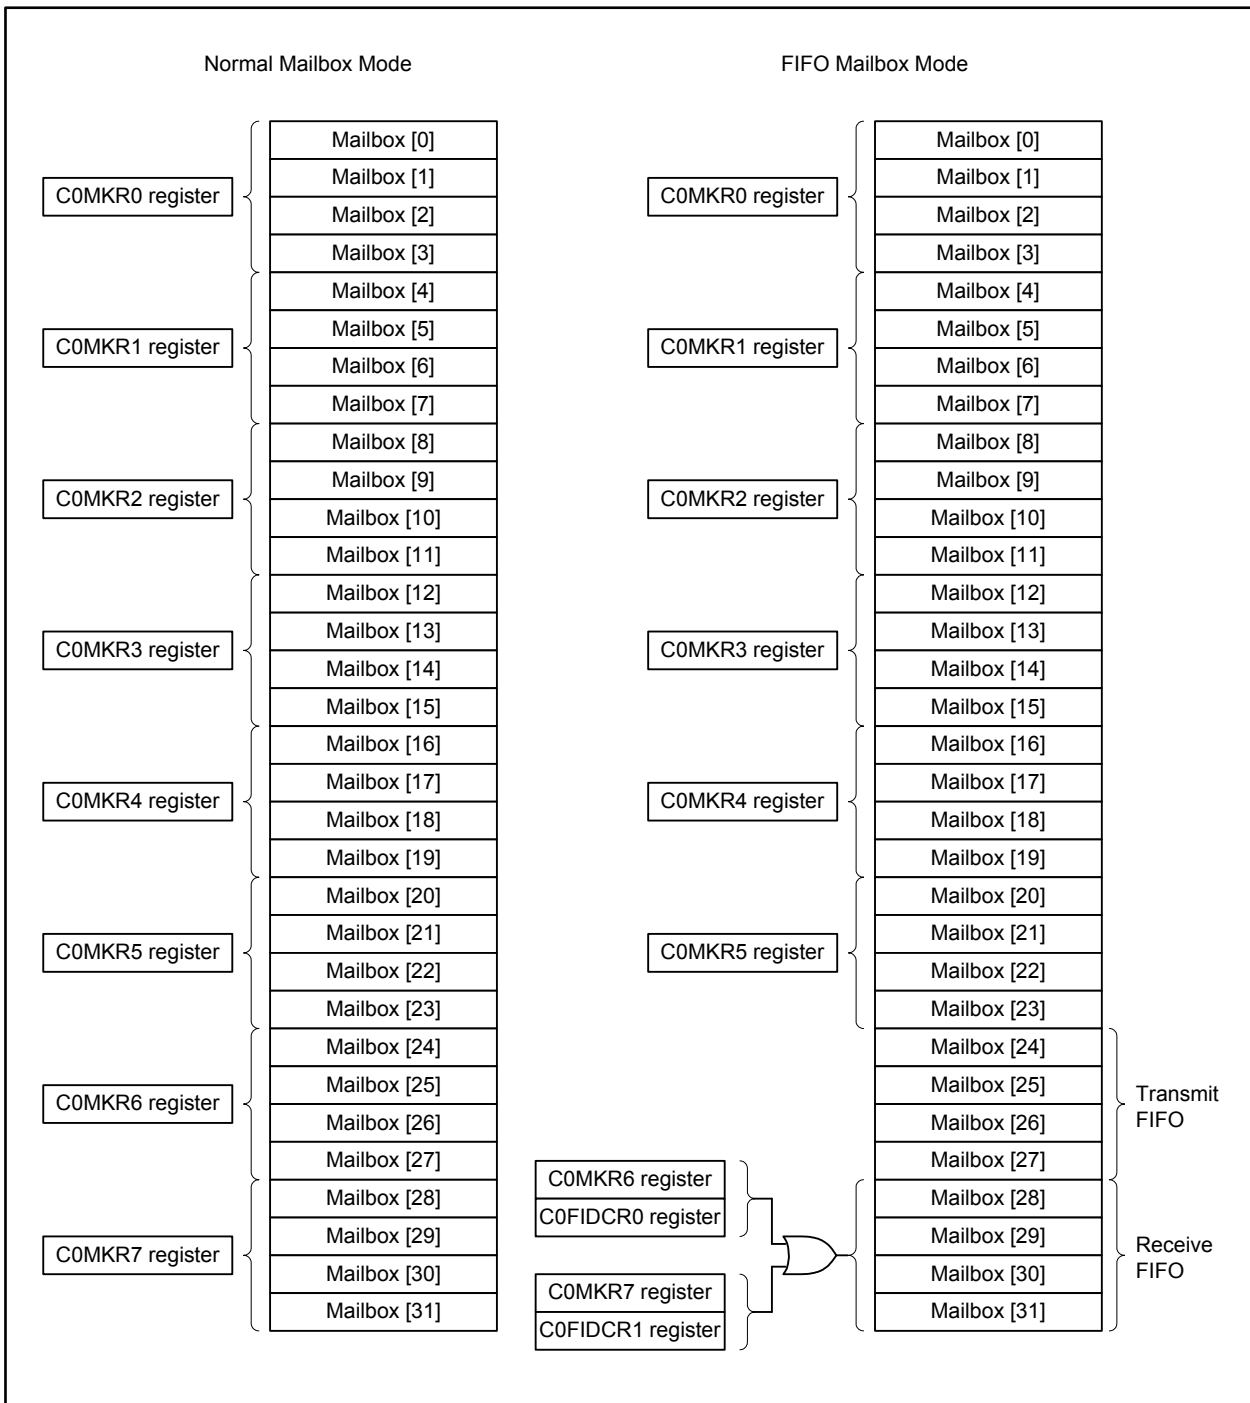 Normal Mailbox Mode
Mailbox [0]
Mailbox [1]
Mailbox [2]
Mailbox [3]
Mailbox [4]
Mailbox [5]
Mailbox [6]
Mailbox [7]
Mailbox [8]
Mailbox [9]
Mailbox [10]
Mailbox [11]
Mailbox [12]
Mailbox [13]
Mailbox [14]
Mailbox [15]
Mailbox [16]
Mailbox [17]
Mailbox [18]
Mailbox [19]
Mailbox [20]
Mailbox [21]
Mailbox [22]
Mailbox [23]
Mailbox [24]
Mailbox [25]
Mailbox [26]
Mailbox [27]
Mailbox [28]
Mailbox [29]
Mailbox [30]
Mailbox [31]
C0MKR0 register
C0MKR1 register
C0MKR2 register
C0MKR3 register
C0MKR4 register
C0MKR5 register
C0MKR6 register
C0MKR7 register
FIFO Mailbox Mode
Mailbox [0]
Mailbox [1]
Mailbox [2]
Mailbox [3]
Mailbox [4]
Mailbox [5]
Mailbox [6]
Mailbox [7]
Mailbox [8]
Mailbox [9]
Mailbox [10]
Mailbox [11]
Mailbox [12]
Mailbox [13]
Mailbox [14]
Mailbox [15]
Mailbox [16]
Mailbox [17]
Mailbox [18]
Mailbox [19]
Mailbox [20]
Mailbox [21]
Mailbox [22]
Mailbox [23]
Mailbox [24]
Mailbox [25]
Mailbox [26]
Mailbox [27]
Mailbox [28]
Mailbox [29]
Mailbox [30]
Mailbox [31]
C0MKR0 register
C0MKR1 register
C0MKR2 register
C0MKR3 register
C0MKR4 register
C0MKR5 register
C0MKR6 register
C0FIDCR0 register
C0MKR7 register
C0FIDCR1 register
Transmit
FIFO
Receive
FIFO